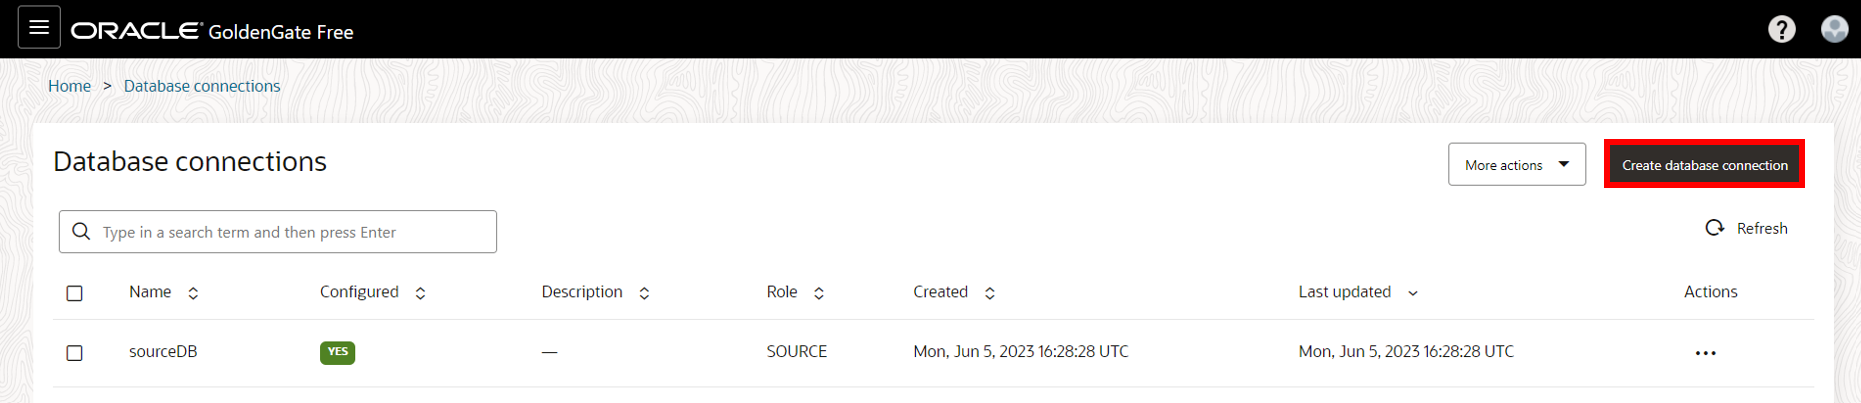 ORACLE® GoldenGate Free
?
Home > Database connections
Database connections
More actions
Create database connection
Type in a search term and then press Enter
Refresh
Name Configured Description Role Created Last updated Actions
sourceDB YES — SOURCE Mon, Jun 5, 2023 16:28:28 UTC Mon, Jun 5, 2023 16:28:28 UTC ...